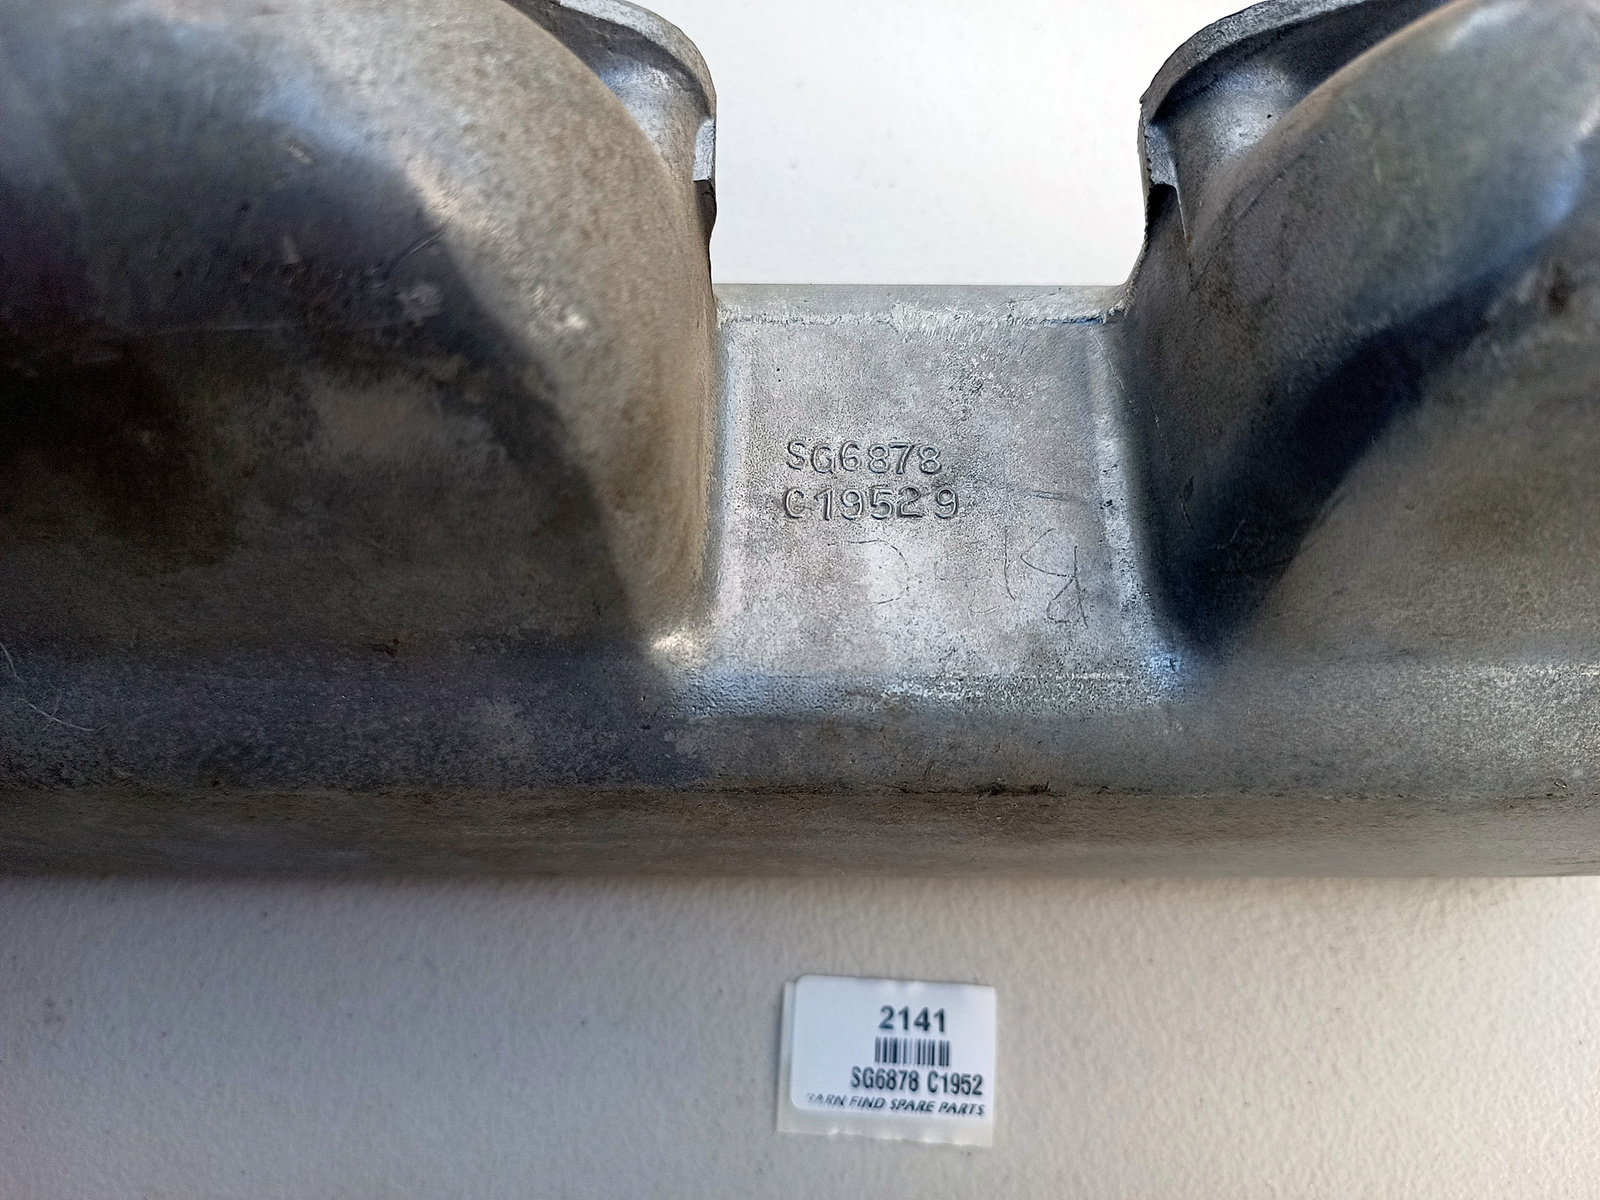 SG6878
C19529
2141
SG6878 C1952
BARN FIND SPARE PARTS